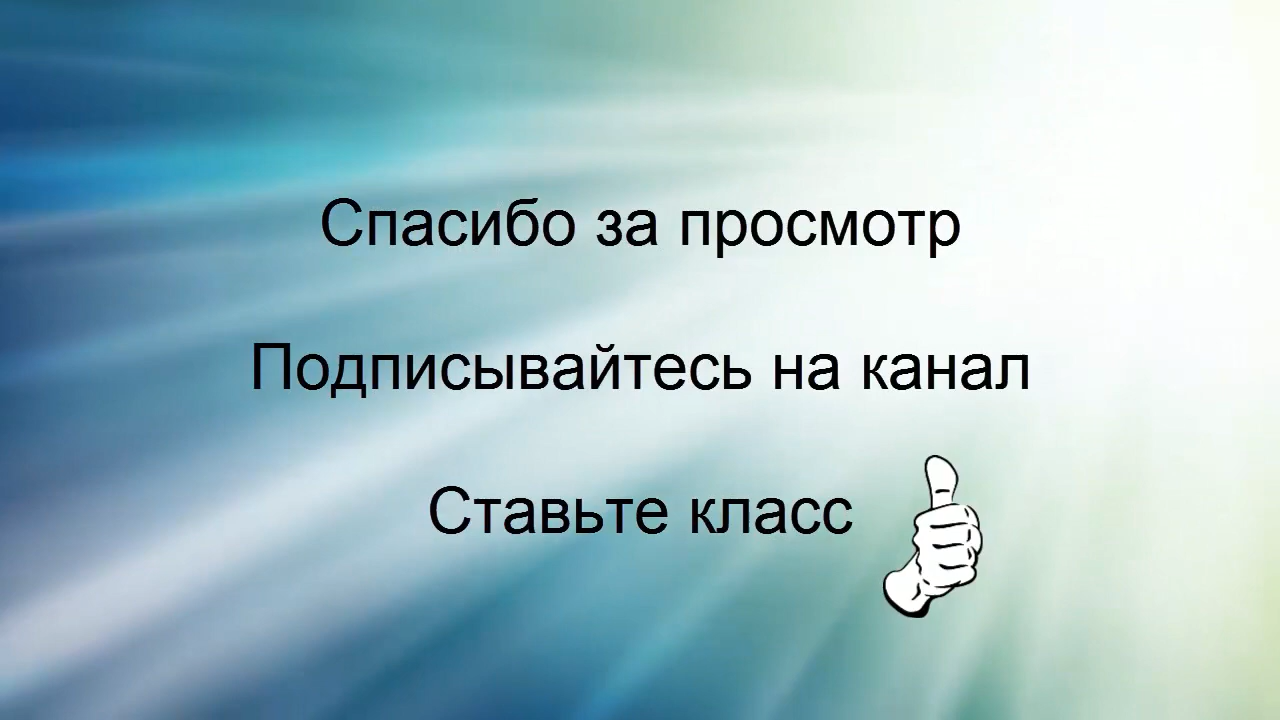 Спасибо за просмотр
Подписывайтесь на канал
Ставьте класс